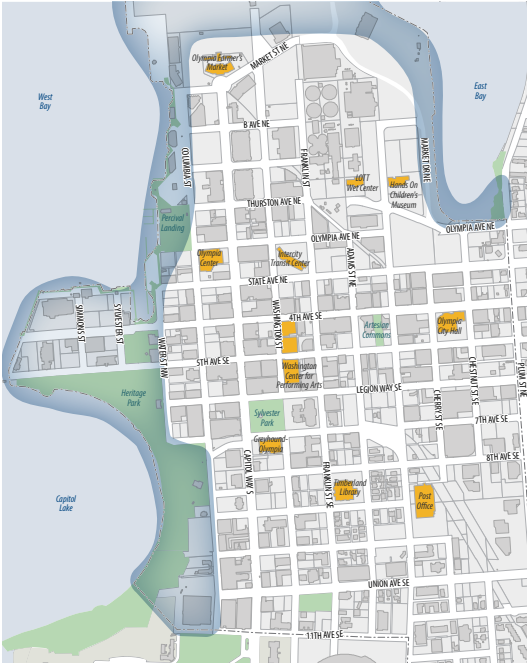 Olympia Farmer's
Market
MARKET ST NE
West
Bay
East
Bay
B AVE NE
COLUMBIA ST
FRANKLIN ST
MARKET DR NE
LOTT
Wet Center
Hands On
Children's
Museum
THURSTON AVE NE
Percival
Landing
OLYMPIA AVE NE
OLYMPIA AVE NE
Olympia
Center
Intercity
Transit Center
ADAMS ST NE
STATE AVE NE
SIMMONS ST
SYLVESTER ST
WASHINGTON ST
4TH AVE SE
Artesian
Commons
Olympia
City Hall
WATER ST NW
5TH AVE SE
Washington
Center for
Performing Arts
CHESTNUT ST SE
PLUM ST NE
LEGION WAY SE
Heritage
Park
CHERRY ST SE
Sylvester
Park
7TH AVE SE
Greyhound-
Olympia
8TH AVE SE
CAPITOL WAY S
FRANKLIN ST SE
Timberland
Library
Post
Office
Capitol
Lake
UNION AVE SE
11TH AVE SE